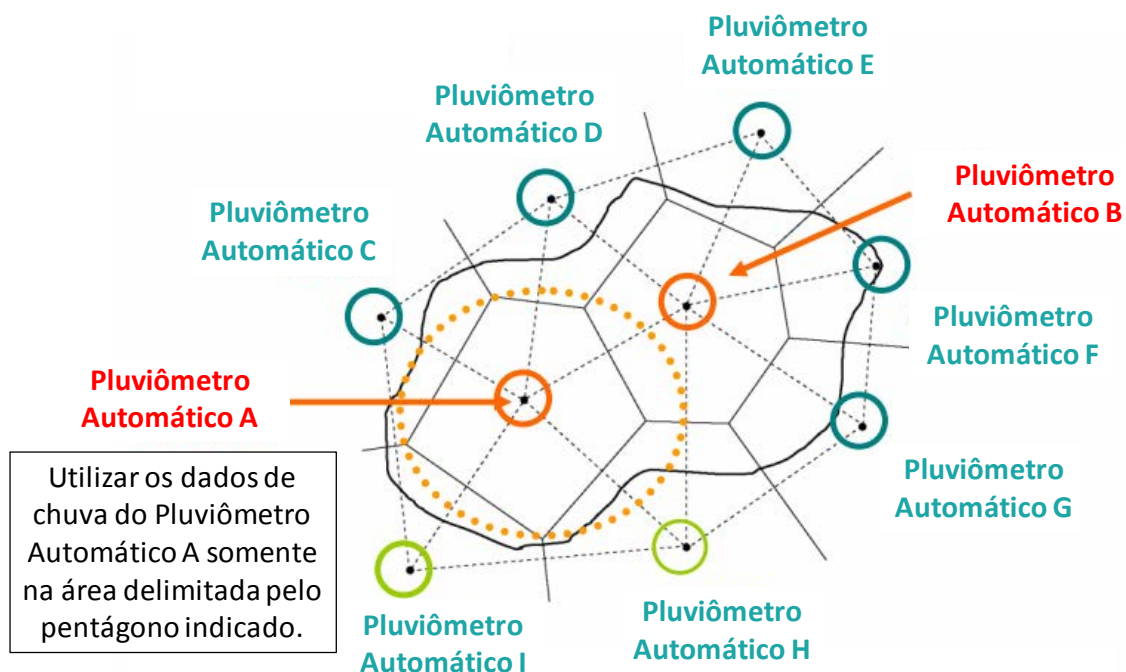 Pluviômetro
Automático E
Pluviômetro
Automático D
Pluviômetro
Automático B
Pluviômetro
Automático C
Pluviômetro
Automático F
Pluviômetro
Automático A
Utilizar os dados de
chuva do Pluviômetro
Automático A somente
na área delimitada pelo
pentágono indicado.
Pluviômetro
Automático G
Pluviômetro
Automático H
Pluviômetro
Automático I